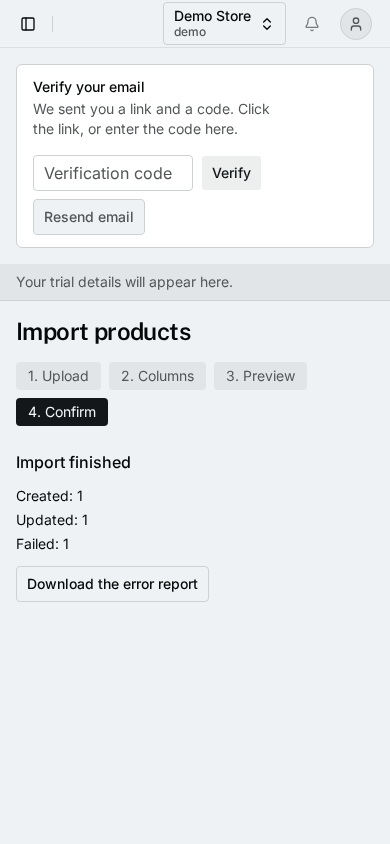 Demo Store
demo
Verify your email
We sent you a link and a code. Click
the link, or enter the code here.
Verification code
Verify
Resend email
Your trial details will appear here.
Import products
1. Upload
2. Columns
3. Preview
4. Confirm
Import finished
Created: 1
Updated: 1
Failed: 1
Download the error report